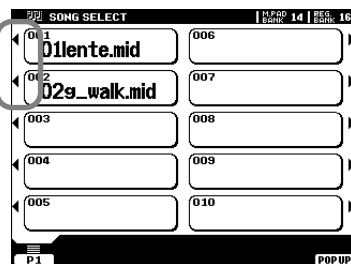 SONG SELECT
M.PAD BANK 14 REG. BANK 16
001
01lente.mid
002
02g_walk.mid
003
004
005
006
007
008
009
010
P1
POPUP